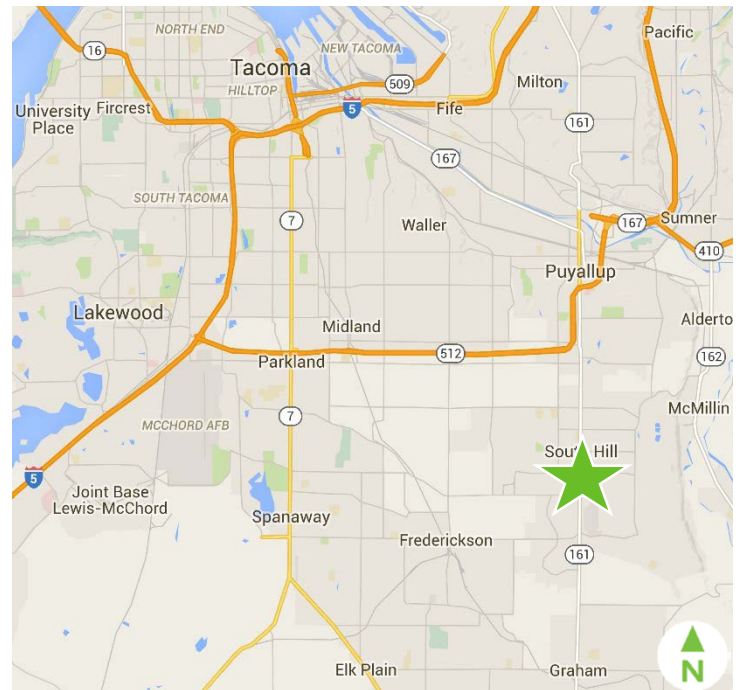 NORTH END
Pacific
16
NEW TACOMA
Tacoma
HILLTOP
509
Milton
University
Place
Fircrest
5
Fife
161
167
SOUTH TACOMA
7
Waller
167
Sumner
410
Puyallup
Lakewood
Midland
Alderto
Parkland
512
162
MCCHORD AFB
7
McMillin
South Hill
5
Joint Base
Lewis-McChord
Spanaway
Frederickson
161
Elk Plain
Graham
N